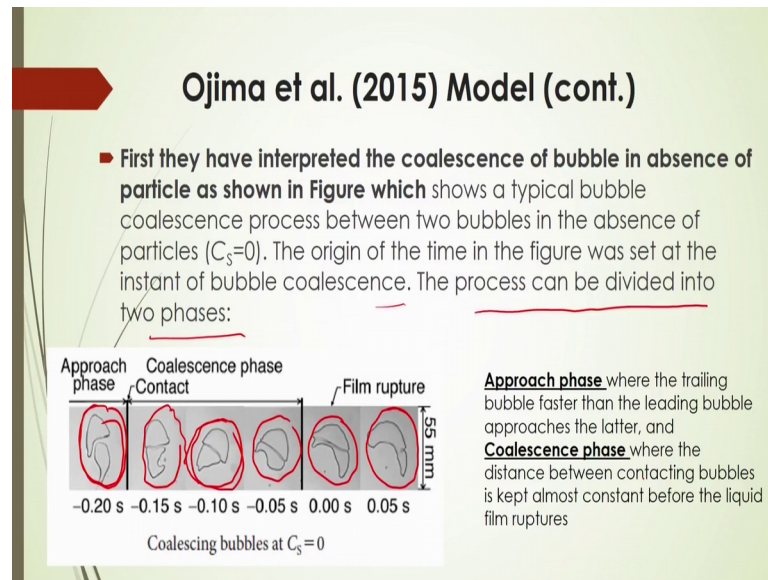 Ojima et al. (2015) Model (cont.)
First they have interpreted the coalescence of bubble in absence of
particle as shown in Figure which shows a typical bubble
coalescence process between two bubbles in the absence of
particles (Cₛ=0). The origin of the time in the figure was set at the
instant of bubble coalescence. The process can be divided into
two phases:
Approach phase
Coalescence phase
Contact
Film rupture
55 mm
−0.20 s −0.15 s −0.10 s −0.05 s 0.00 s 0.05 s
Coalescing bubbles at Cₛ=0
Approach phase where the trailing
bubble faster than the leading bubble
approaches the latter, and
Coalescence phase where the
distance between contacting bubbles
is kept almost constant before the liquid
film ruptures